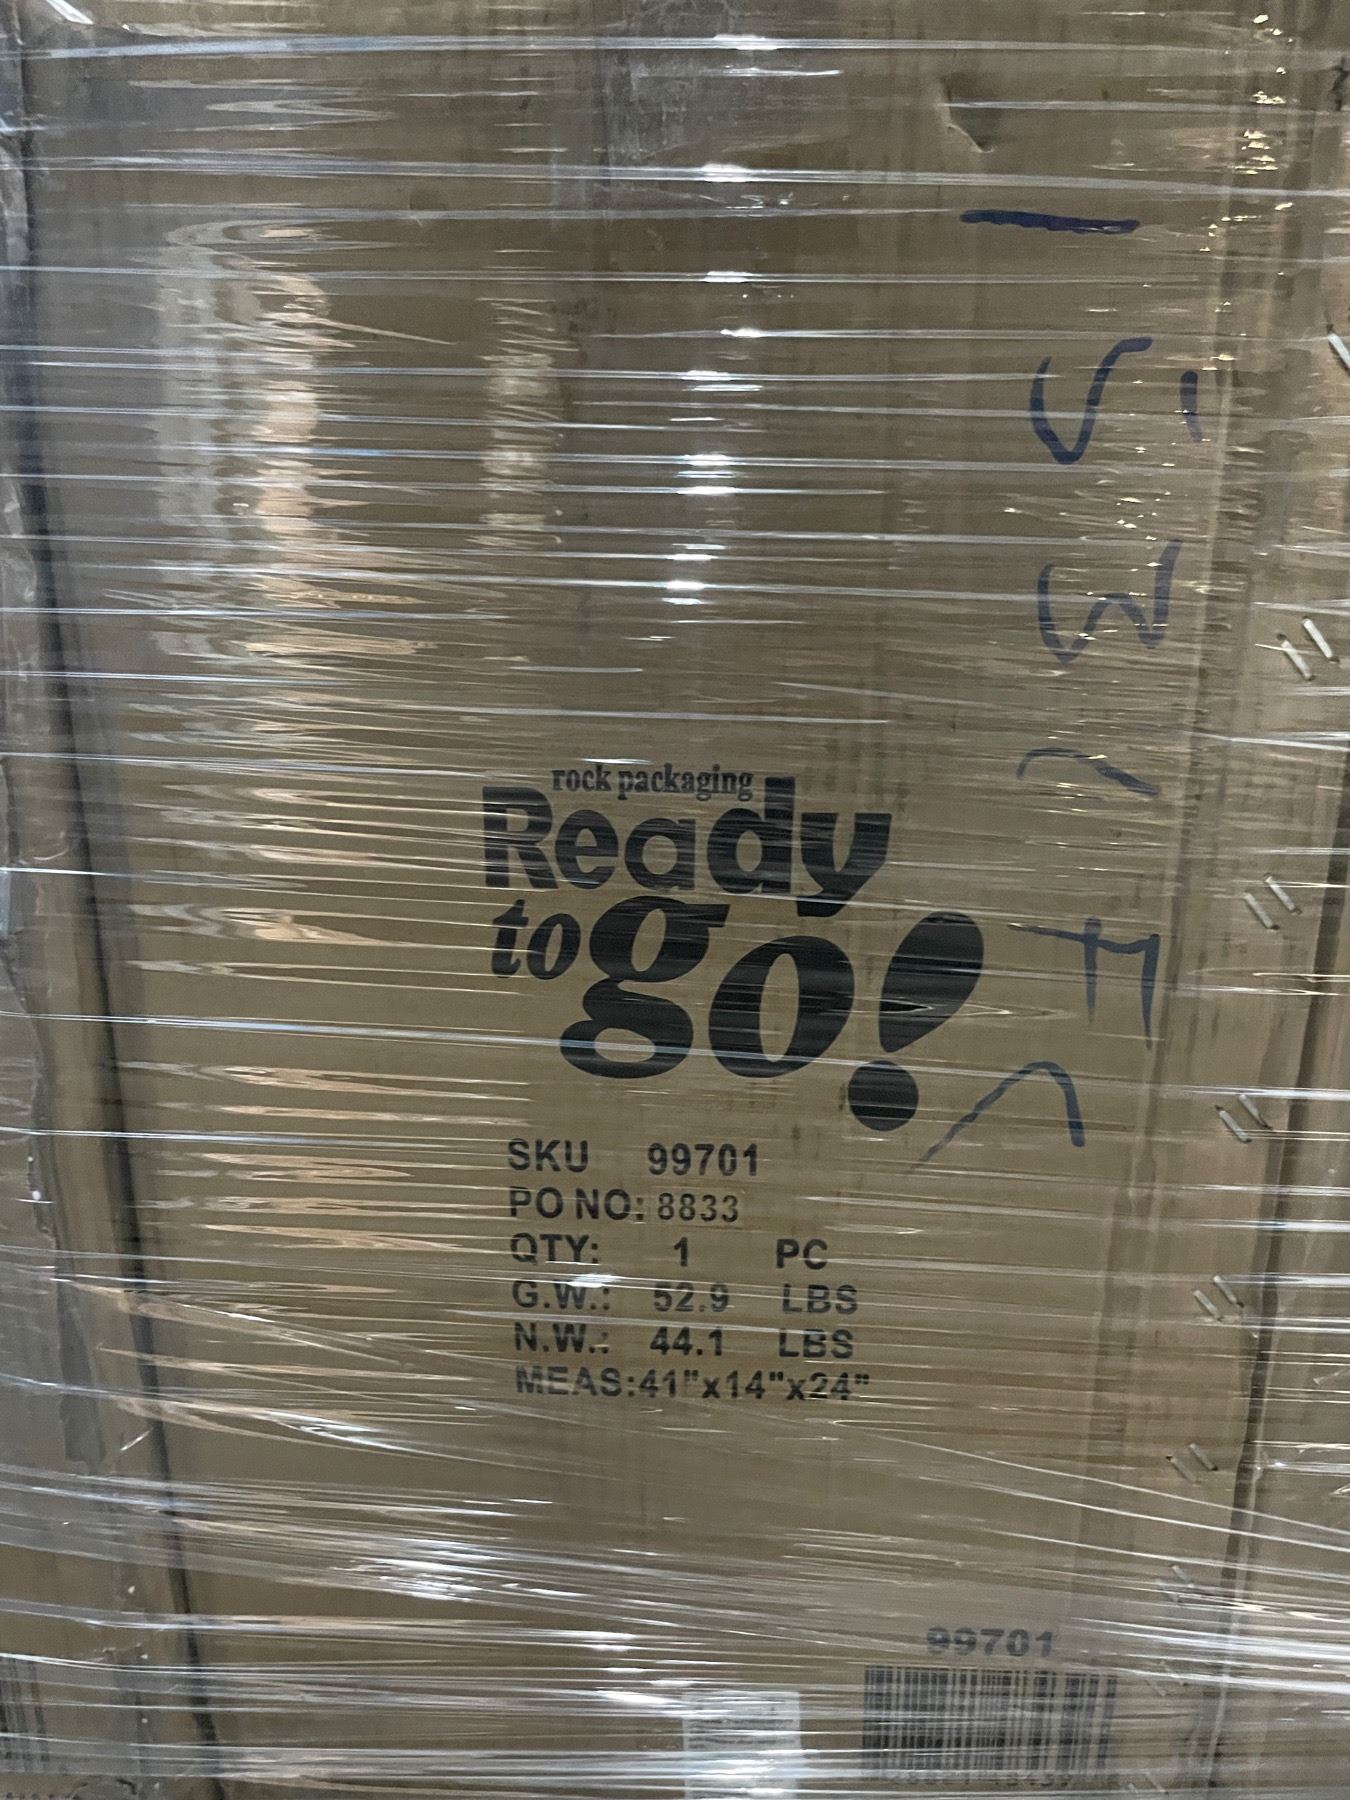 rock packaging
Ready
to go!
SKU 99701
PO NO: 8833
QTY: 1 PC
G.W.: 52.9 LBS
N.W.: 44.1 LBS
MEAS:41"x14"x24"
99701